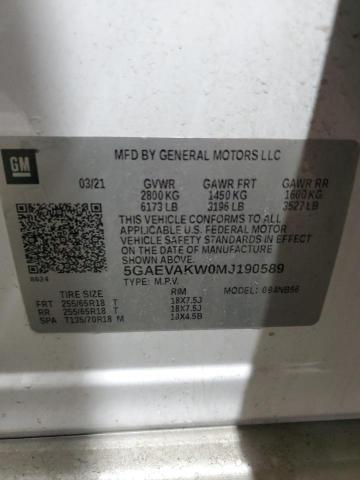 GM
MFD BY GENERAL MOTORS LLC
03/21 GVWR GAWR FRT GAWR RR
2800 KG 1450 KG 1600 KG
6173 LB 3196 LB 3527 LB
THIS VEHICLE CONFORMS TO ALL
APPLICABLE U.S. FEDERAL MOTOR
VEHICLE SAFETY AND THEFT
PREVENTION STANDARDS IN EFFECT ON
THE DATE OF MANUFACTURE
SHOWN ABOVE.
5GAEVAKW0MJ190589
TYPE: M.P.V. MODEL:
TIRE SIZE RIM
FRT 255/65R18 T 18X7.5J
RR 255/65R18 T 18X7.5J
SPA T135/70R18 M 18X4.5B